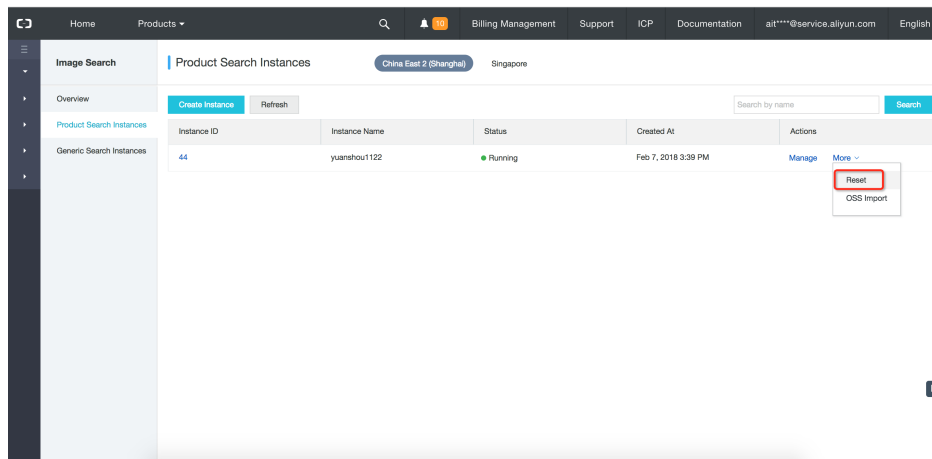 Home Products 10 Billing Management Support ICP Documentation ait****@service.aliyun.com English
Image Search
Product Search Instances China East 2 (Shanghai) Singapore
Overview
Product Search Instances
Generic Search Instances
Create Instance Refresh Search by name Search
Instance ID Instance Name Status Created At Actions
44 yuanshou1122 Running Feb 7, 2018 3:39 PM Manage More
Reset
OSS Import